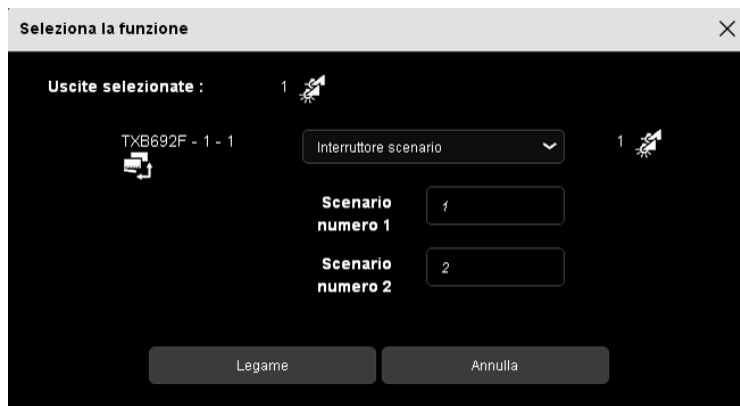 Seleziona la funzione
Uscite selezionate : 1
TXB692F - 1 - 1 Interruttore scenario 1
Scenario numero 1 1
Scenario numero 2 2
Legame Annulla